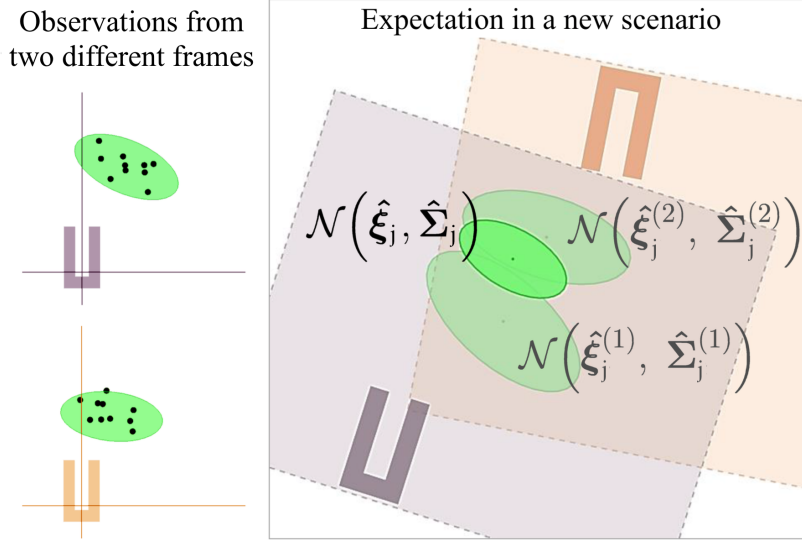 Observations from
two different frames
Expectation in a new scenario
𝒩(ξ̂ⱼ, Σ̂ⱼ)
𝒩(ξ̂ⱼ⁽²⁾, Σ̂ⱼ⁽²⁾)
𝒩(ξ̂ⱼ⁽¹⁾, Σ̂ⱼ⁽¹⁾)